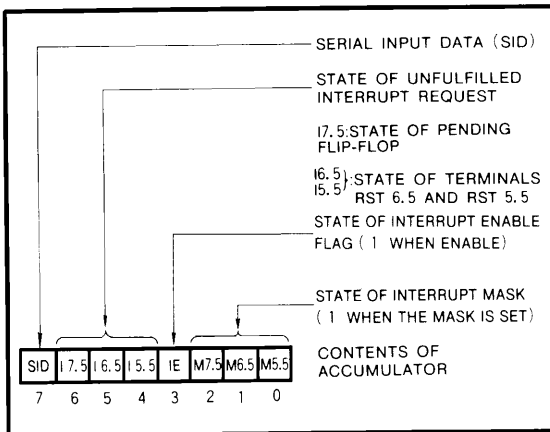 SERIAL INPUT DATA (SID)
STATE OF UNFULFILLED
INTERRUPT REQUEST
I7.5:STATE OF PENDING
FLIP-FLOP
I6.5
I5.5}:STATE OF TERMINALS
RST 6.5 AND RST 5.5
STATE OF INTERRUPT ENABLE
FLAG ( 1 WHEN ENABLE)
STATE OF INTERRUPT MASK
( 1 WHEN THE MASK IS SET)
CONTENTS OF
ACCUMULATOR
SID I7.5 I6.5 I5.5 IE M7.5 M6.5 M5.5
7 6 5 4 3 2 1 0